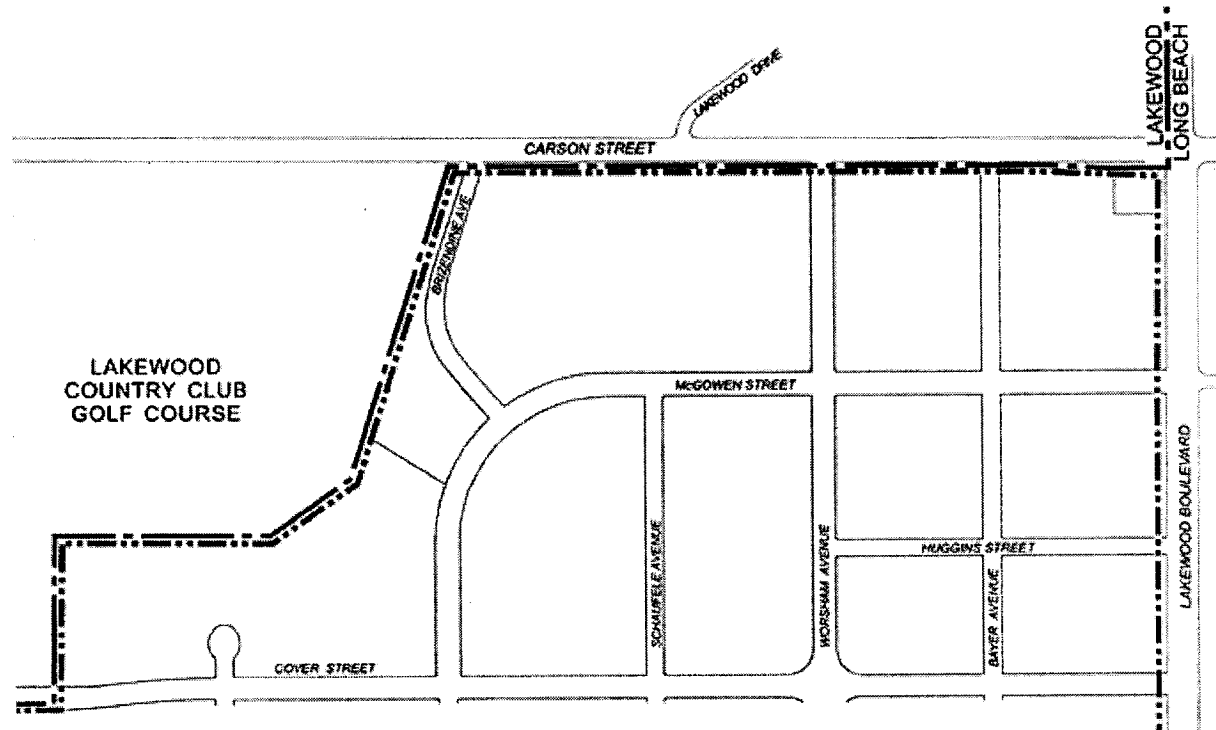 LAKEWOOD
LONG BEACH
LAKEWOOD DRIVE
CARSON STREET
BRIZENDINE AVE
LAKEWOOD
COUNTRY CLUB
GOLF COURSE
McGOWEN STREET
LAKEWOOD BOULEVARD
SCHAUFELE AVENUE
WORSHAM AVENUE
HUGGINS STREET
BAYER AVENUE
COVER STREET